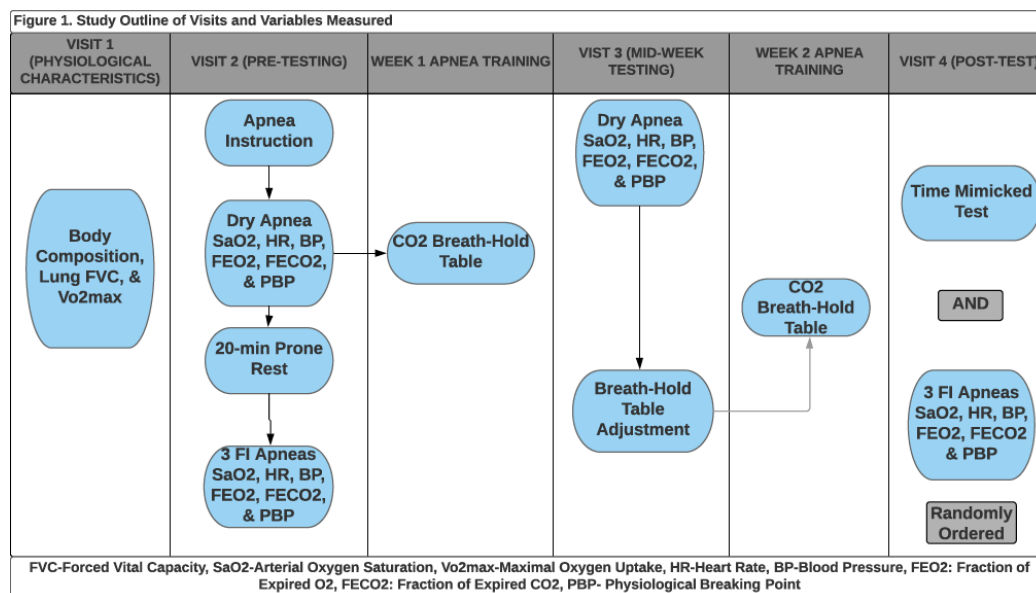 Figure 1. Study Outline of Visits and Variables Measured
VISIT 1
(PHYSIOLOGICAL
CHARACTERISTICS)
VISIT 2 (PRE-TESTING)
WEEK 1 APNEA TRAINING
VIST 3 (MID-WEEK
TESTING)
WEEK 2 APNEA
TRAINING
VISIT 4 (POST-TEST)
Body
Composition,
Lung FVC, &
Vo2max
Apnea
Instruction
Dry Apnea
SaO2, HR, BP,
FEO2, FECO2,
& PBP
20-min Prone
Rest
3 FI Apneas
SaO2, HR, BP,
FEO2, FECO2,
& PBP
CO2 Breath-Hold
Table
Dry Apnea
SaO2, HR, BP,
FEO2, FECO2,
& PBP
Breath-Hold
Table
Adjustment
CO2
Breath-Hold
Table
Time Mimicked
Test
AND
3 FI Apneas
SaO2, HR, BP,
FEO2, FECO2
& PBP
Randomly
Ordered
FVC-Forced Vital Capacity, SaO2-Arterial Oxygen Saturation, Vo2max-Maximal Oxygen Uptake, HR-Heart Rate, BP-Blood Pressure, FEO2: Fraction of
Expired O2, FECO2: Fraction of Expired CO2, PBP- Physiological Breaking Point